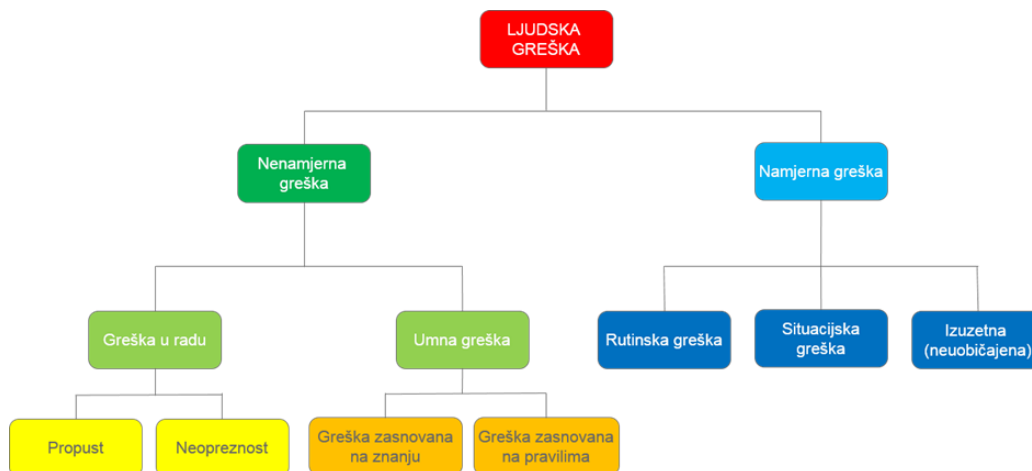 LJUDSKA
GREŠKA
Nenamjerna
greška
Namjerna greška
Greška u radu
Umna greška
Rutinska greška
Situacijska
greška
Izuzetna
(neuobičajena)
Propust
Neopreznost
Greška zasnovana
na znanju
Greška zasnovana
na pravilima